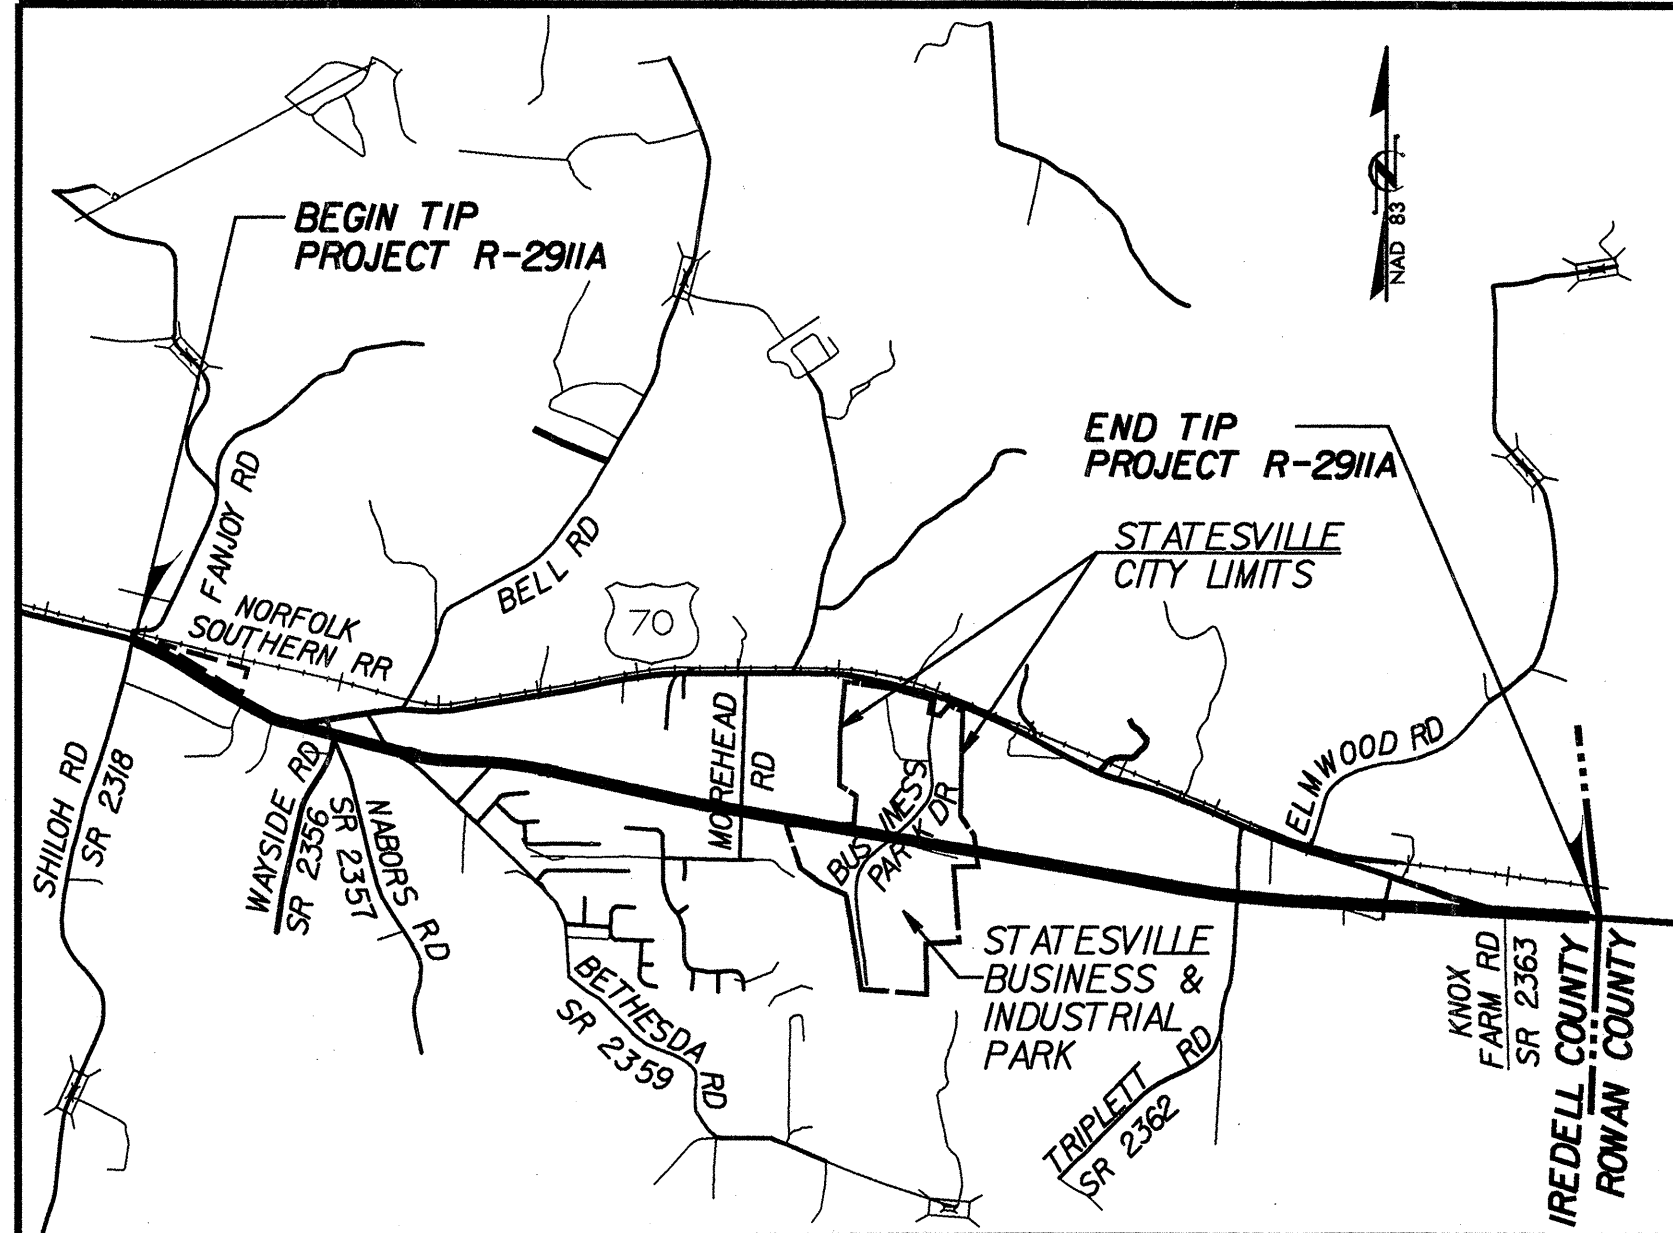 BEGIN TIP
PROJECT R-2911A
NAD 83
END TIP
PROJECT R-2911A
STATESVILLE
CITY LIMITS
FANJOY RD
BELL RD
NORFOLK
SOUTHERN RR
70
SHILOH RD
SR 2318
WAYSIDE RD
SR 2356
NABORS RD
SR 2357
MOREHEAD
RD
BUSINESS
PARK DR
ELMWOOD RD
BETHESDA RD
SR 2359
STATESVILLE
BUSINESS &
INDUSTRIAL
PARK
TRIPLETT RD
SR 2362
KNOX
FARM RD
SR 2363
IREDELL COUNTY
ROWAN COUNTY